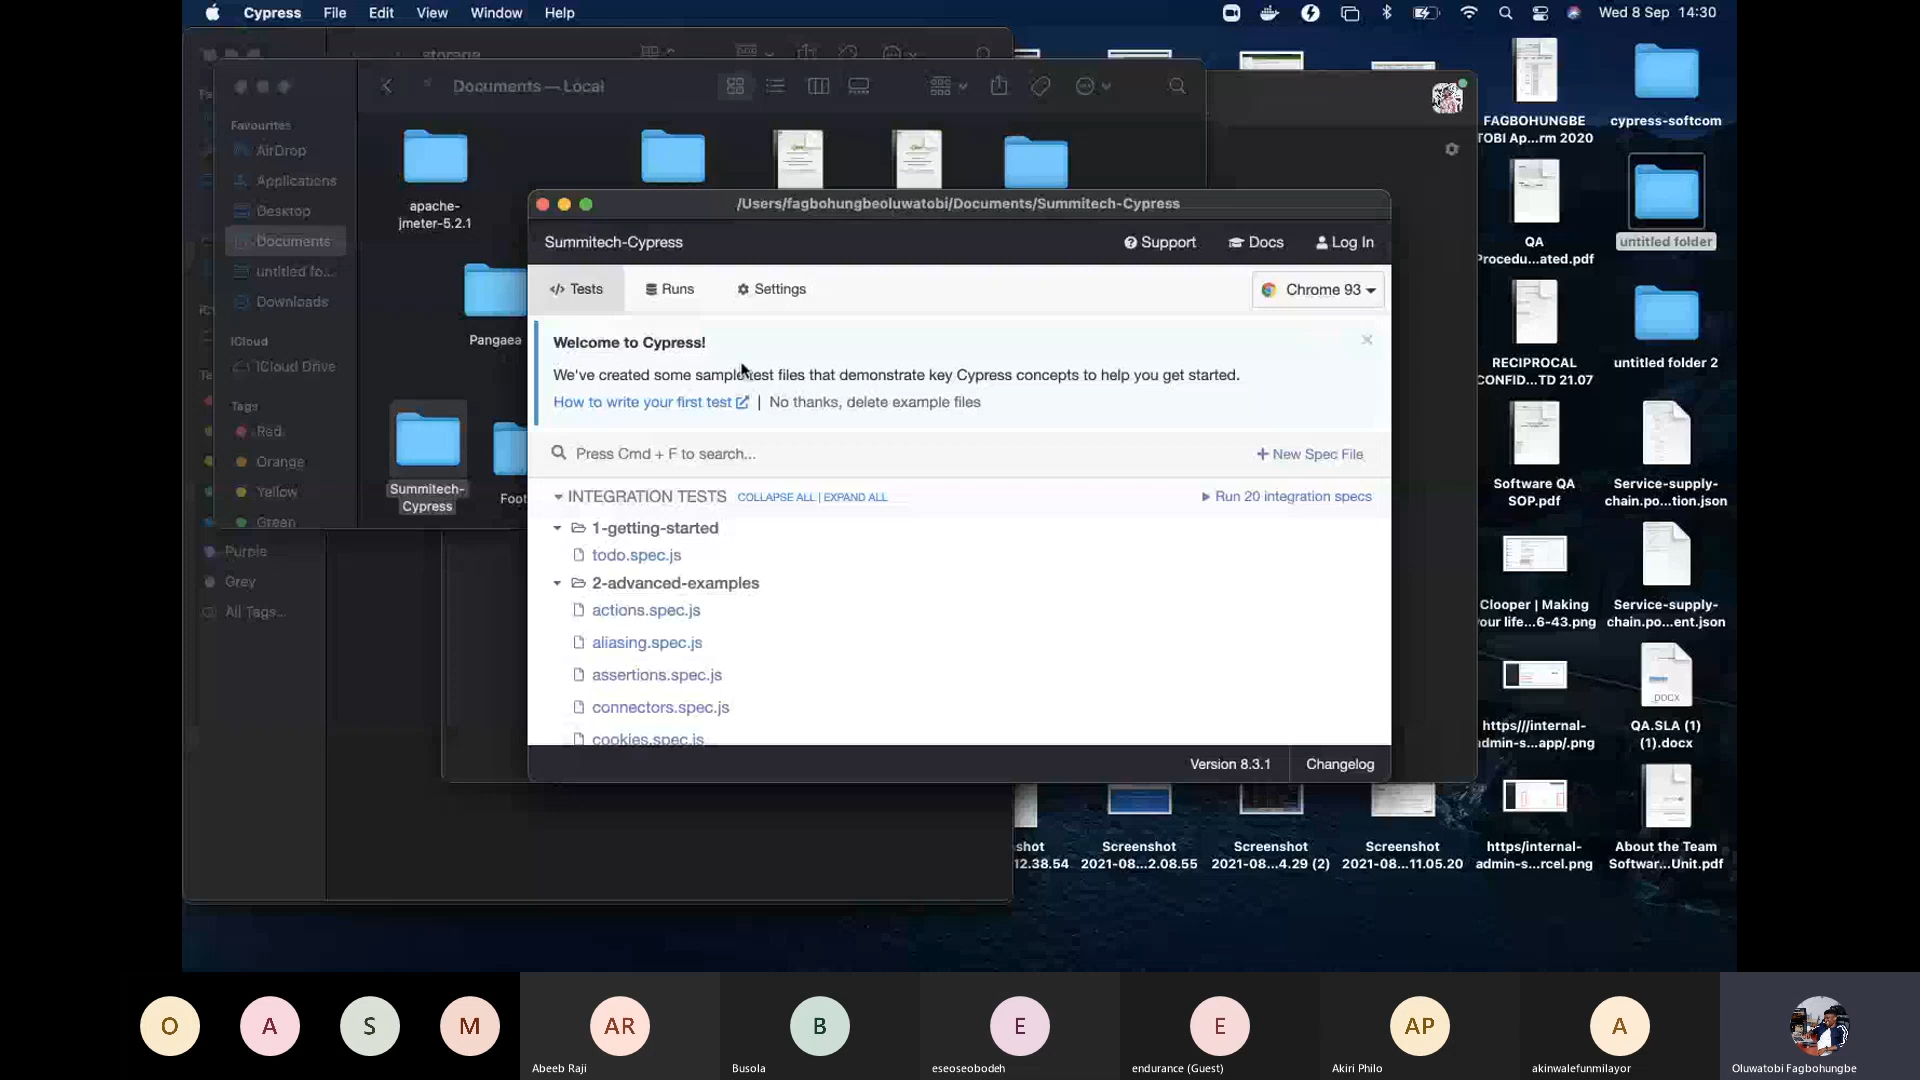 Cypress File Edit View Window Help
Wed 8 Sep 14:30
storage
Documents — Local
Favourites
AirDrop
Applications
Desktop
Documents
untitled fo...
Downloads
iCloud
iCloud Drive
Tags
Red
Orange
Yellow
Green
Purple
Grey
All Tags...
apache-
jmeter-5.2.1
Pangaea
Summitech-
Cypress
Foot
/Users/fagbohungbeoluwatobi/Documents/Summitech-Cypress
Summitech-Cypress
Support
Docs
Log In
</> Tests
Runs
Settings
Chrome 93
Welcome to Cypress!
We've created some sample test files that demonstrate key Cypress concepts to help you get started.
How to write your first test | No thanks, delete example files
Press Cmd + F to search...
+ New Spec File
INTEGRATION TESTS COLLAPSE ALL | EXPAND ALL
Run 20 integration specs
1-getting-started
todo.spec.js
2-advanced-examples
actions.spec.js
aliasing.spec.js
assertions.spec.js
connectors.spec.js
cookies.spec.js
Version 8.3.1
Changelog
FAGBOHUNGBE
TOBI Ap...rm 2020
cypress-softcom
QA
Procedu...ated.pdf
untitled folder
RECIPROCAL
CONFID...TD 21.07
untitled folder 2
Software QA
SOP.pdf
Service-supply-
chain.po...tion.json
Clooper | Making
your life...6-43.png
Service-supply-
chain.po...ent.json
https///internal-
admin-s...app/.png
DOCX
QA.SLA (1)
(1).docx
shot
12.38.54
Screenshot
2021-08...2.08.55
Screenshot
2021-08...4.29 (2)
Screenshot
2021-08...11.05.20
https/internal-
admin-s...rcel.png
About the Team
Softwar...Unit.pdf
O
A
S
M
AR
Abeeb Raji
B
Busola
E
eseoseobodeh
E
endurance (Guest)
AP
Akiri Philo
A
akinwalefunmilayor
Oluwatobi Fagbohungbe